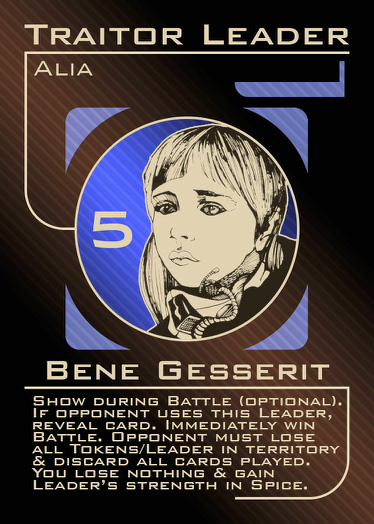 Traitor Leader
Alia
5
Bene Gesserit
Show during Battle (optional).
If opponent uses this Leader,
reveal card. Immediately win
Battle. Opponent must lose
all Tokens/Leader in territory
& discard all cards played.
You lose nothing & gain
Leader's strength in Spice.